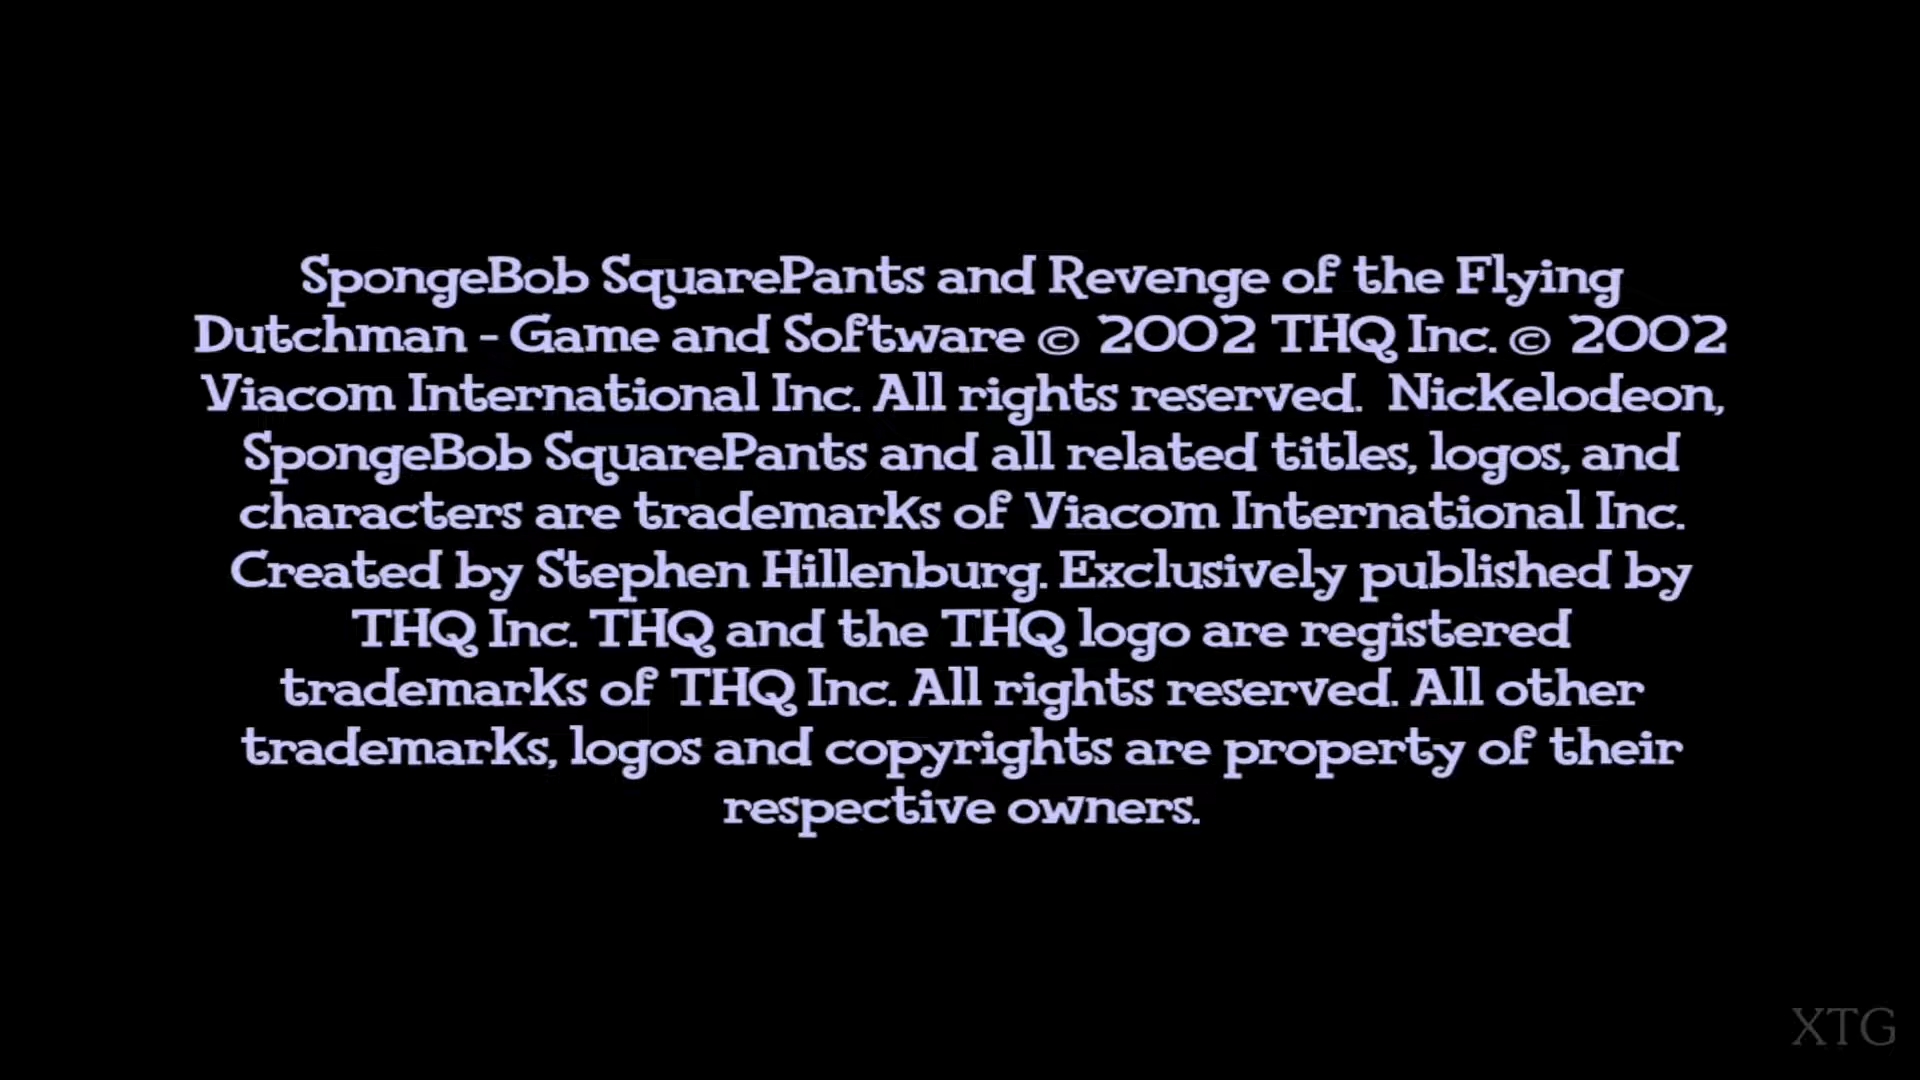 SpongeBob SquarePants and Revenge of the Flying
Dutchman - Game and Software © 2002 THQ Inc. © 2002
Viacom International Inc. All rights reserved. Nickelodeon,
SpongeBob SquarePants and all related titles, logos, and
characters are trademarks of Viacom International Inc.
Created by Stephen Hillenburg. Exclusively published by
THQ Inc. THQ and the THQ logo are registered
trademarks of THQ Inc. All rights reserved. All other
trademarks, logos and copyrights are property of their
respective owners.
XTG